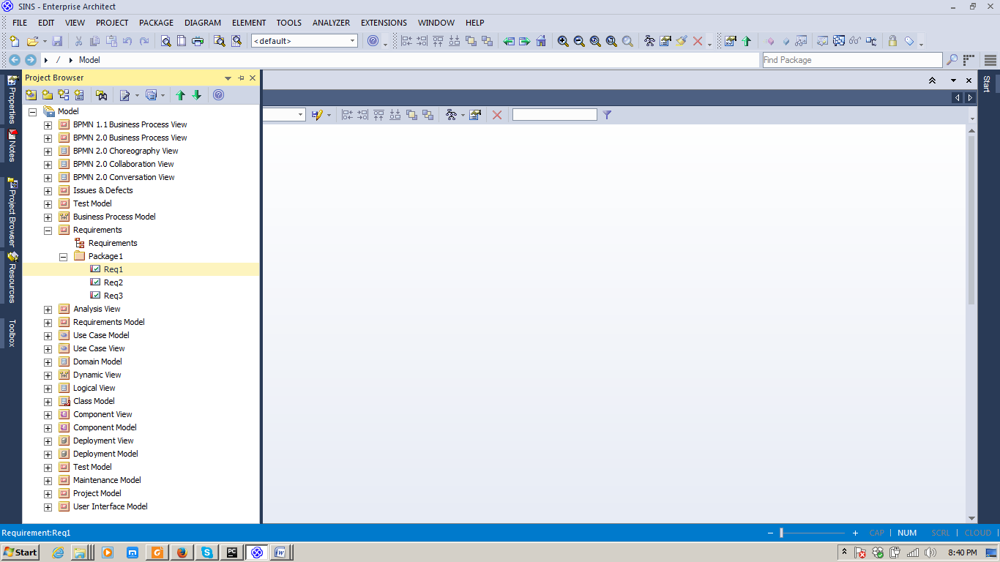 SINS - Enterprise Architect
FILE EDIT VIEW PROJECT PACKAGE DIAGRAM ELEMENT TOOLS ANALYZER EXTENSIONS WINDOW HELP
<default>
/ Model
Find Package
Project Browser
Start
Properties
Notes
Project Browser
Resources
Toolbox
Model
BPMN 1.1 Business Process View
BPMN 2.0 Business Process View
BPMN 2.0 Choreography View
BPMN 2.0 Collaboration View
BPMN 2.0 Conversation View
Issues & Defects
Test Model
Business Process Model
Requirements
Requirements
Package1
Req1
Req2
Req3
Analysis View
Requirements Model
Use Case Model
Use Case View
Domain Model
Dynamic View
Logical View
Class Model
Component View
Component Model
Deployment View
Deployment Model
Test Model
Maintenance Model
Project Model
User Interface Model
Requirement:Req1
CAP NUM SCRL CLOUD
Start
PC
W
8:40 PM